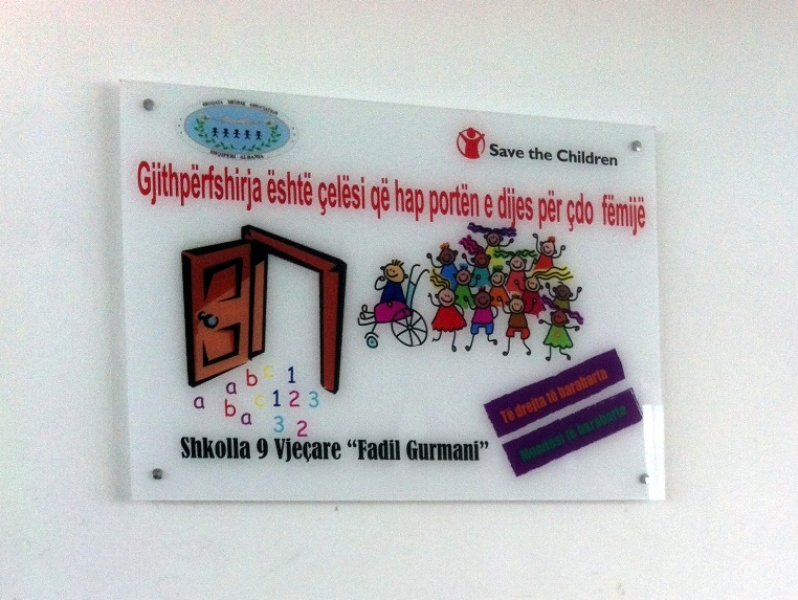 Save the Children
Gjithpërfshirja është çelësi që hap portën e dijes për çdo fëmijë
a b c 1
a b c 1 2 3
a 3 2
Të drejta të barabarta
Mundësi të barabarta
Shkolla 9 Vjeçare “Fadil Gurmani”